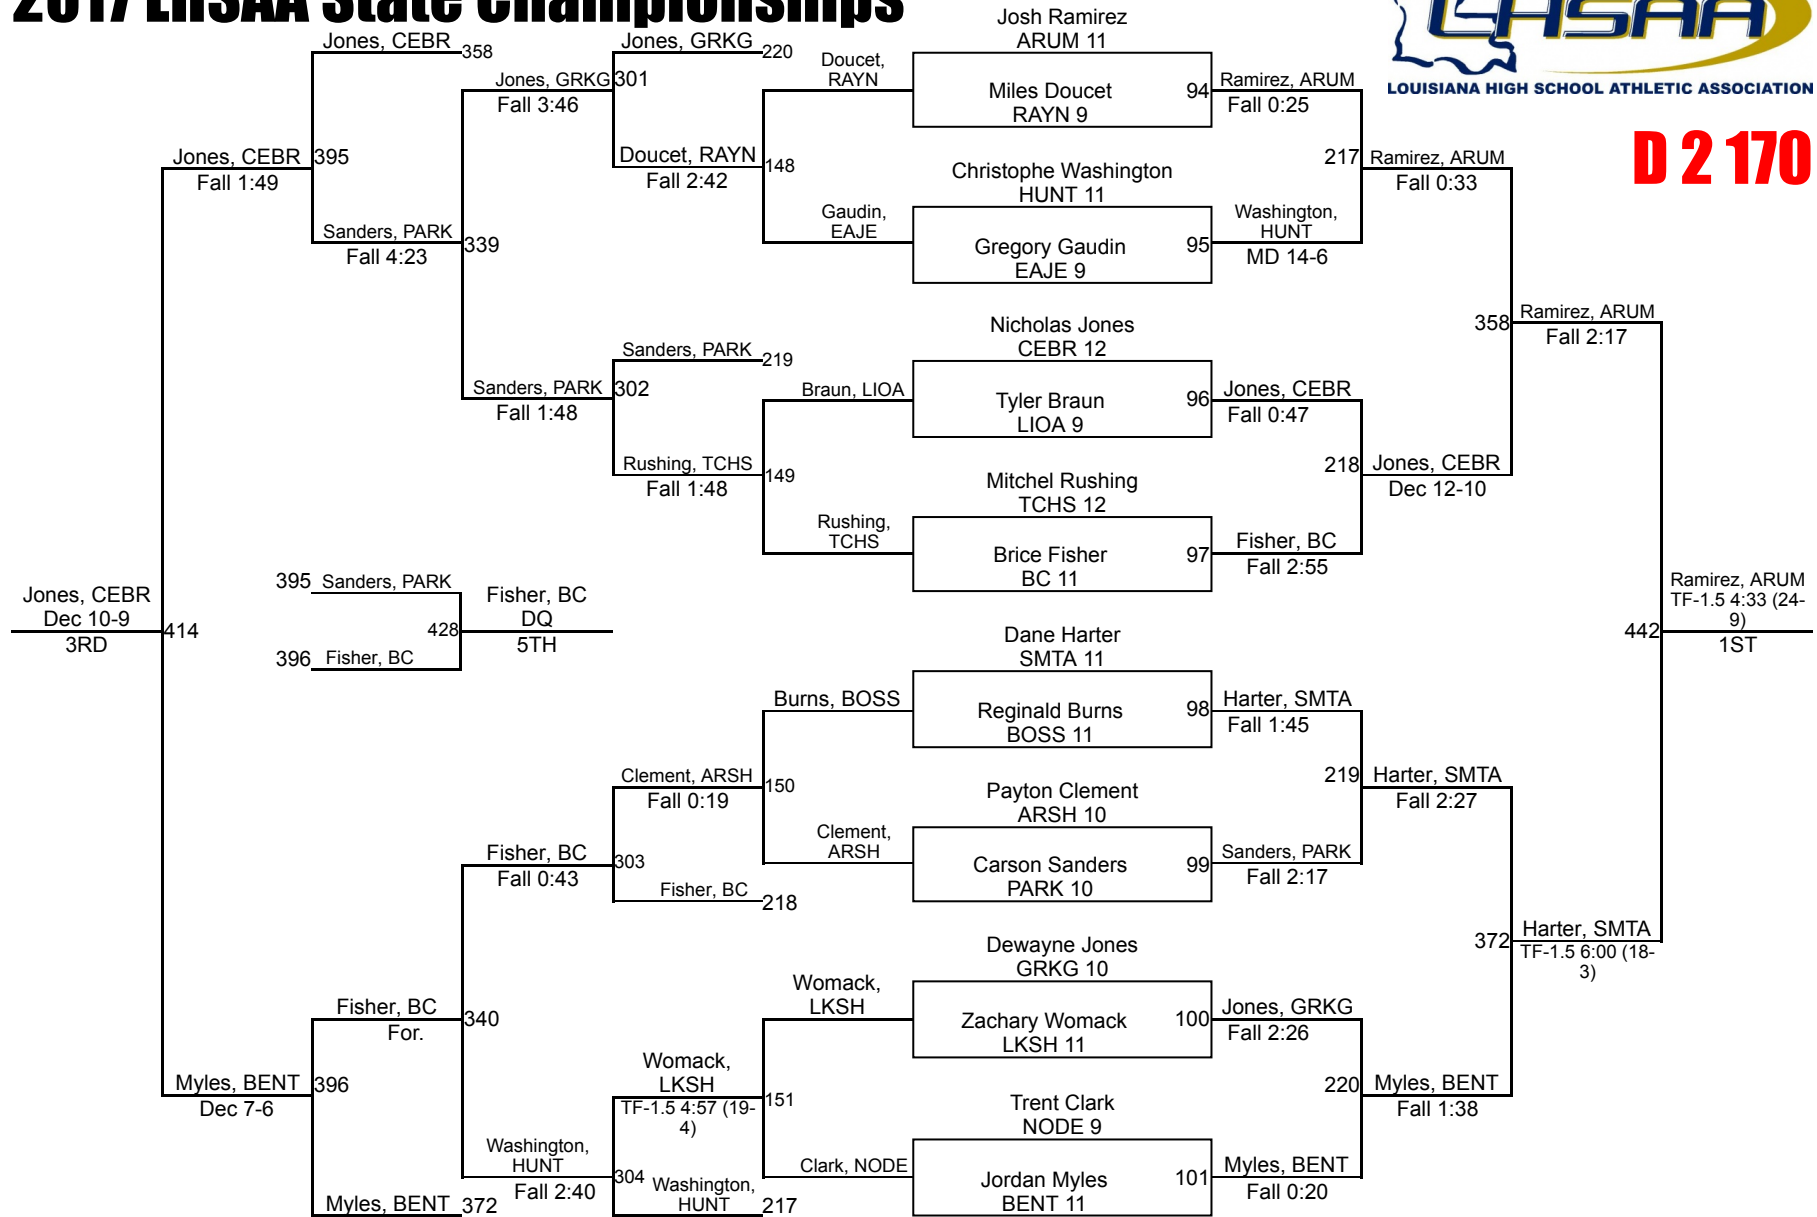 2017 LHSAA State Championships
LHSAA
LOUISIANA HIGH SCHOOL ATHLETIC ASSOCIATION
D 2 170
Jones, CEBR
Dec 10-9
3RD
414
Jones, CEBR
Fall 1:49
395
Jones, CEBR
358
Sanders, PARK
Fall 4:23
339
Jones, GRKG
Fall 3:46
301
Jones, GRKG
220
Doucet, RAYN
Fall 2:42
148
Doucet,
RAYN
Gaudin,
EAJE
Sanders, PARK
Fall 1:48
302
Sanders, PARK
219
Rushing, TCHS
Fall 1:48
149
Braun, LIOA
Rushing,
TCHS
395 Sanders, PARK
396 Fisher, BC
428
Fisher, BC
DQ
5TH
Myles, BENT
Dec 7-6
396
Fisher, BC
For.
340
Myles, BENT 372
Fisher, BC
Fall 0:43
303
Clement, ARSH
Fall 0:19
150
Burns, BOSS
Clement,
ARSH
Fisher, BC
218
Washington,
HUNT
Fall 2:40
304
Womack,
LKSH
TF-1.5 4:57 (19-
4)
151
Womack,
LKSH
Clark, NODE
Washington,
HUNT
217
Josh Ramirez
ARUM 11
Miles Doucet
RAYN 9
94
Christophe Washington
HUNT 11
Gregory Gaudin
EAJE 9
95
Nicholas Jones
CEBR 12
Tyler Braun
LIOA 9
96
Mitchel Rushing
TCHS 12
Brice Fisher
BC 11
97
Dane Harter
SMTA 11
Reginald Burns
BOSS 11
98
Payton Clement
ARSH 10
Carson Sanders
PARK 10
99
Dewayne Jones
GRKG 10
Zachary Womack
LKSH 11
100
Trent Clark
NODE 9
Jordan Myles
BENT 11
101
Ramirez, ARUM
Fall 0:25
Washington,
HUNT
MD 14-6
217
Ramirez, ARUM
Fall 0:33
Jones, CEBR
Fall 0:47
Fisher, BC
Fall 2:55
218
Jones, CEBR
Dec 12-10
358
Ramirez, ARUM
Fall 2:17
Harter, SMTA
Fall 1:45
Sanders, PARK
Fall 2:17
219
Harter, SMTA
Fall 2:27
Jones, GRKG
Fall 2:26
Myles, BENT
Fall 0:20
220
Myles, BENT
Fall 1:38
372
Harter, SMTA
TF-1.5 6:00 (18-
3)
442
Ramirez, ARUM
TF-1.5 4:33 (24-
9)
1ST